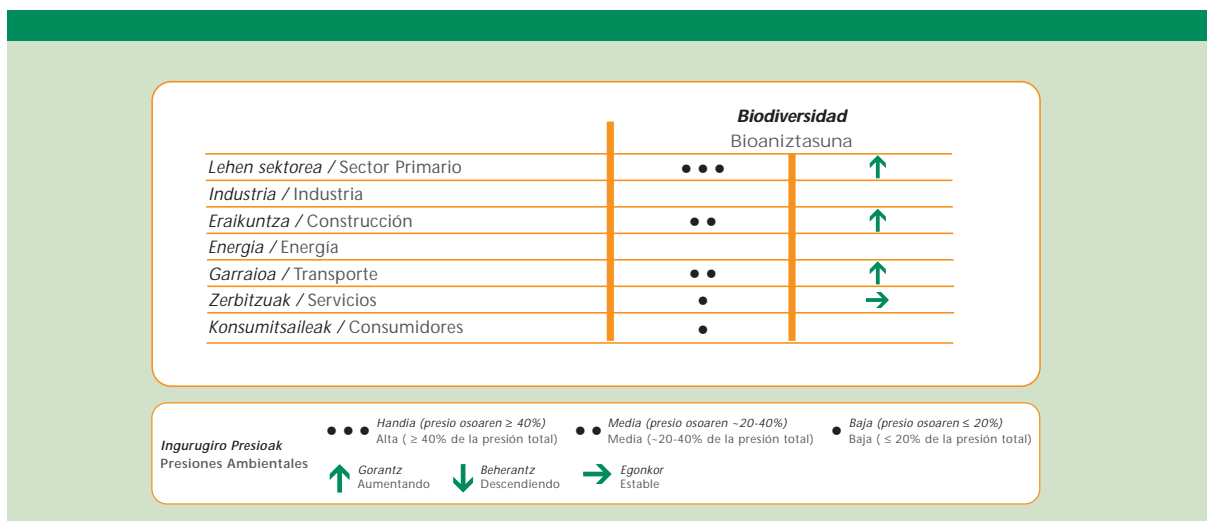 Biodiversidad
Bioaniztasuna
Lehen sektorea / Sector Primario
Industria / Industria
Eraikuntza / Construcción
Energia / Energía
Garraioa / Transporte
Zerbitzuak / Servicios
Konsumitsaileak / Consumidores
Ingurugiro Presioak
Presiones Ambientales
Handia (presio osoaren ≥ 40%)
Alta ( ≥ 40% de la presión total)
Media (presio osoaren ~20-40%)
Media (~20-40% de la presión total)
Baja (presio osoaren ≤ 20%)
Baja ( ≤ 20% de la presión total)
Gorantz
Aumentando
Beherantz
Descendiendo
Egonkor
Estable